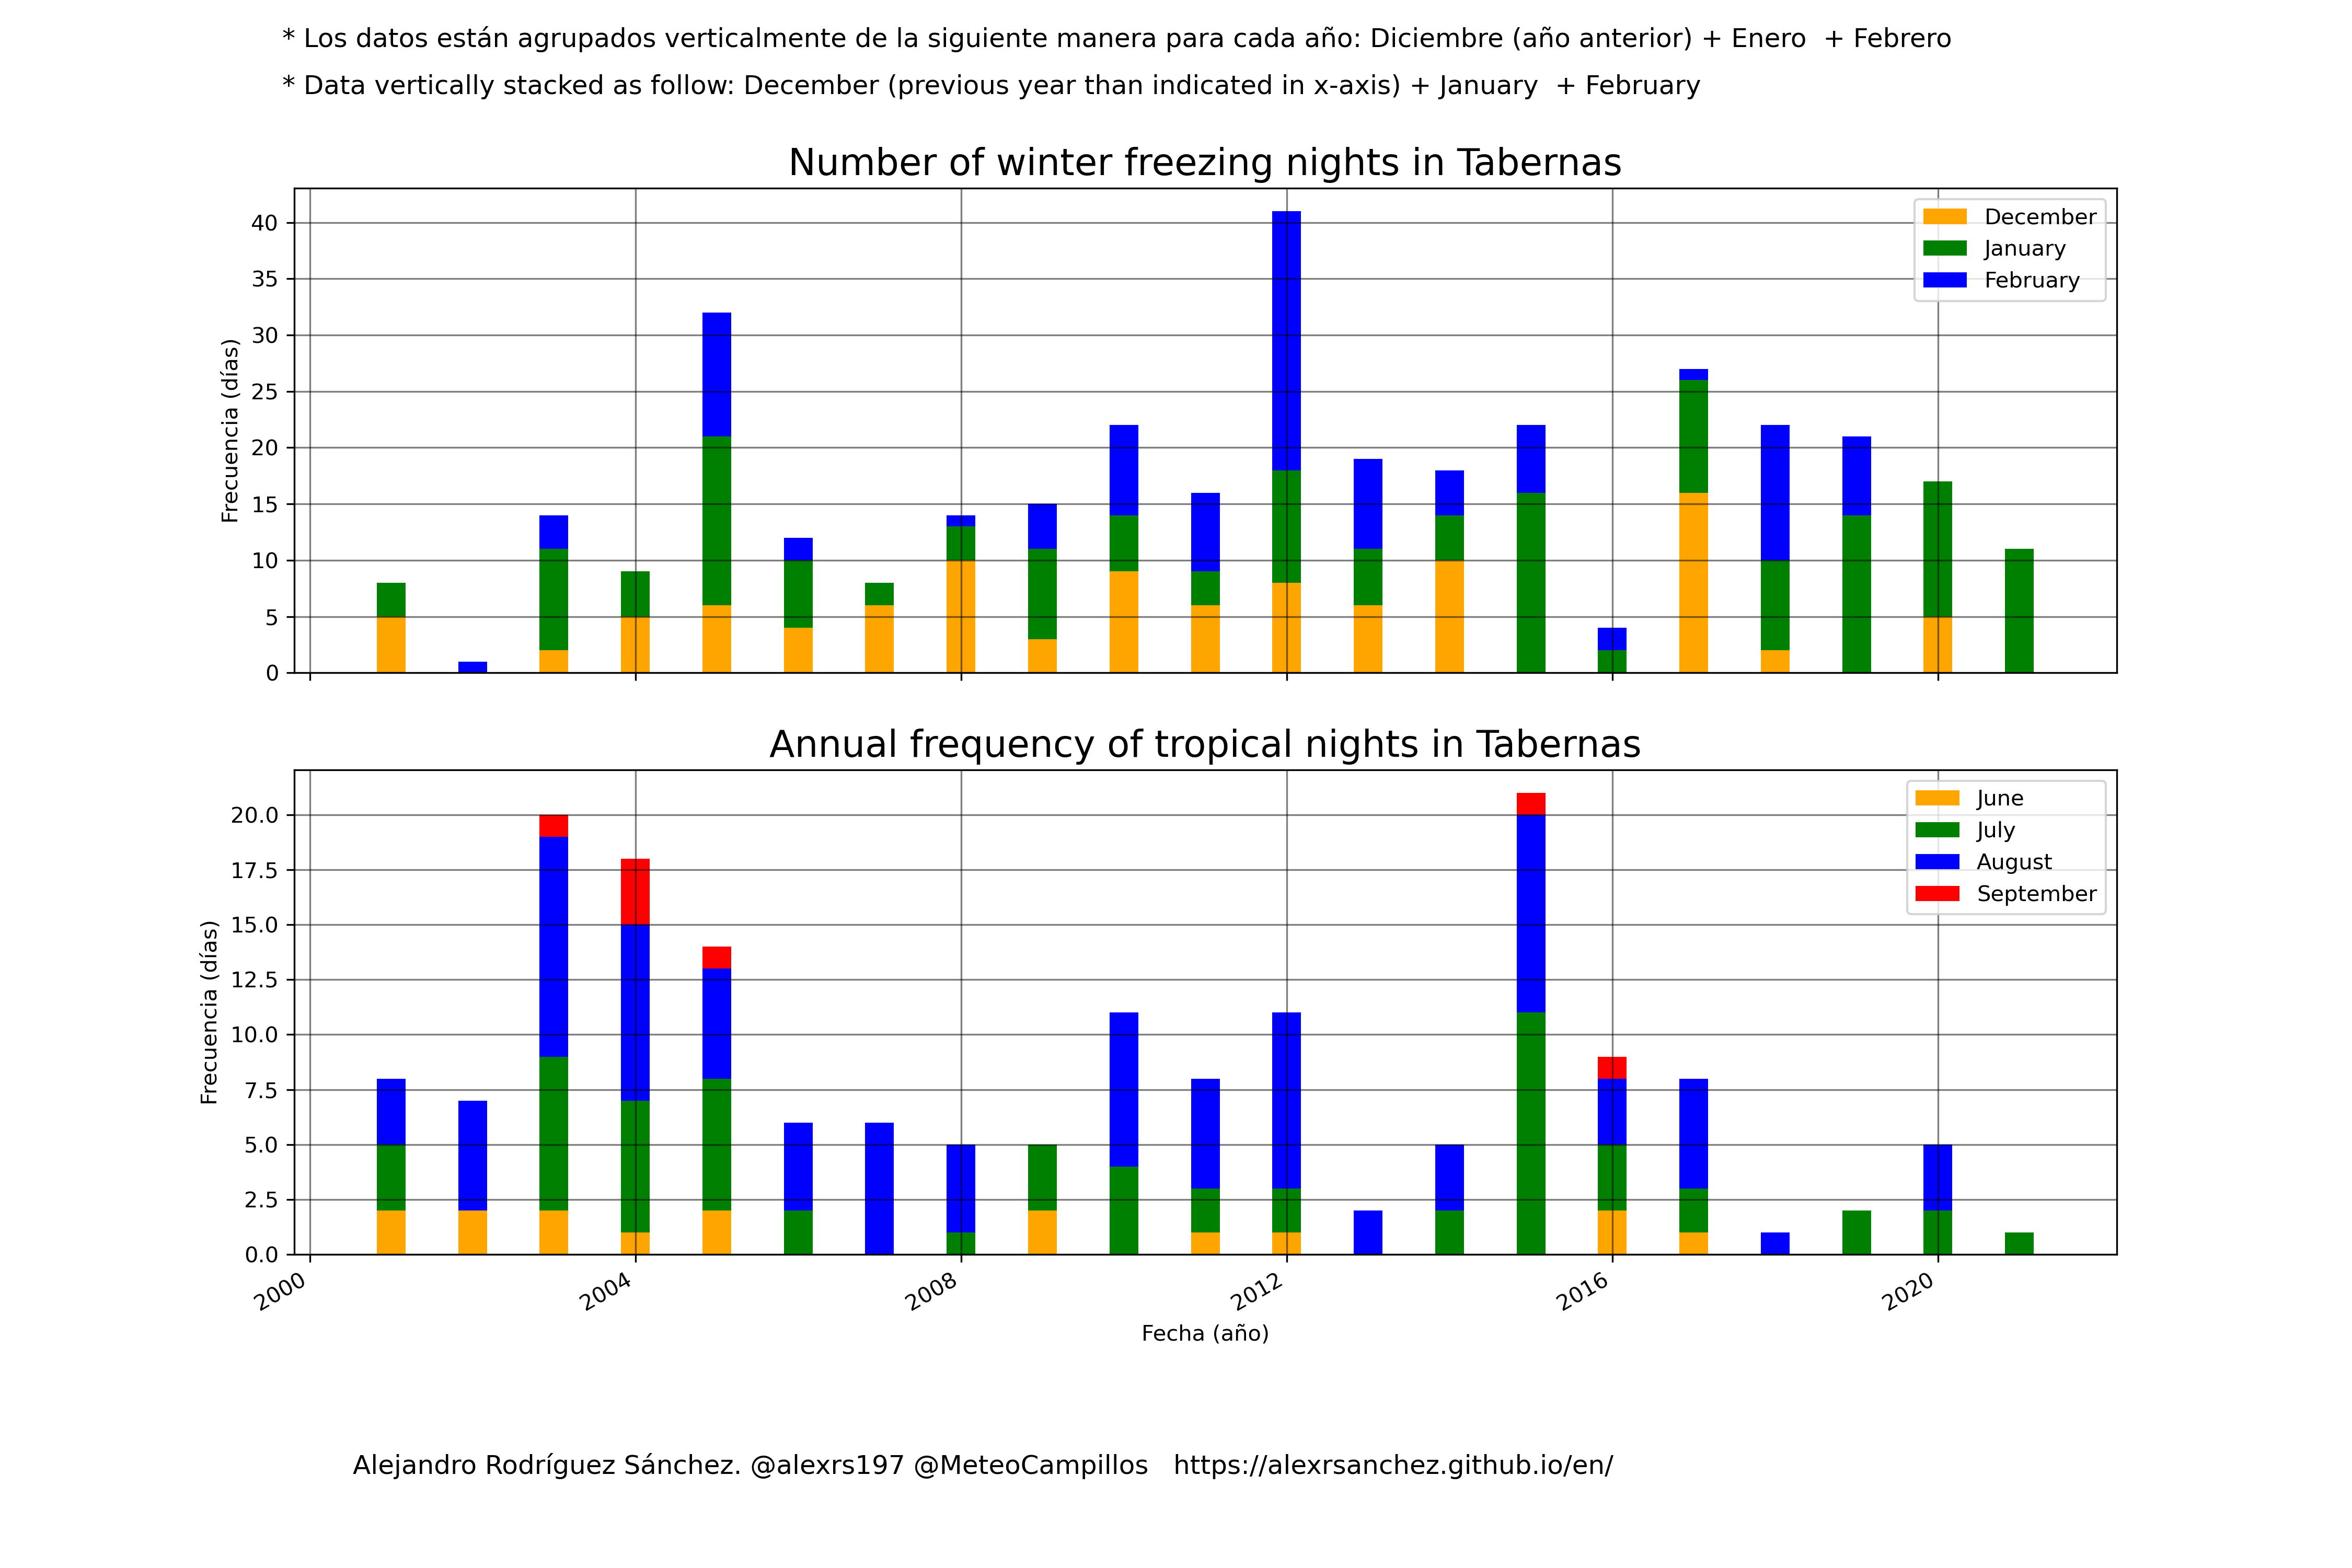 * Los datos están agrupados verticalmente de la siguiente manera para cada año: Diciembre (año anterior) + Enero  + Febrero
* Data vertically stacked as follow: December (previous year than indicated in x-axis) + January  + February
Number of winter freezing nights in Tabernas
Frecuencia (días)
40
35
30
25
20
15
10
5
0
December
January
February
Annual frequency of tropical nights in Tabernas
Frecuencia (días)
20.0
17.5
15.0
12.5
10.0
7.5
5.0
2.5
0.0
June
July
August
September
2000
2004
2008
2012
2016
2020
Fecha (año)
Alejandro Rodríguez Sánchez. @alexrs197 @MeteoCampillos   https://alexrsanchez.github.io/en/